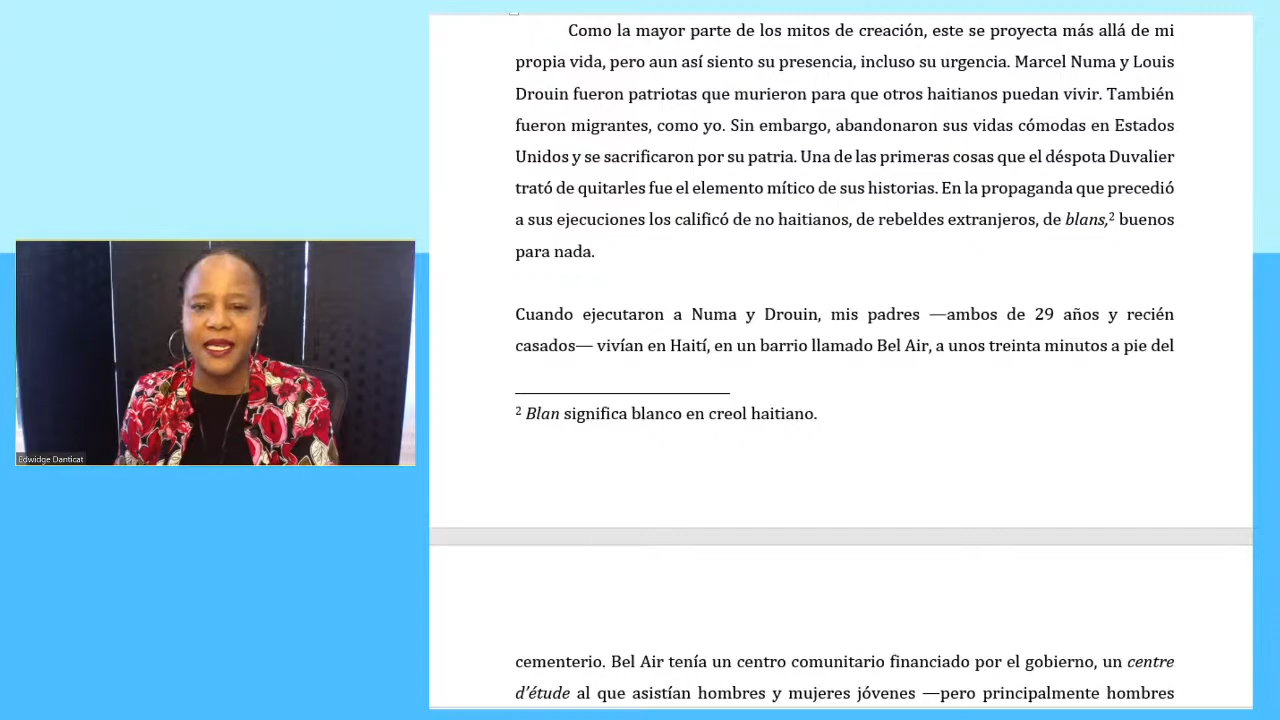 Como la mayor parte de los mitos de creación, este se proyecta más allá de mi
propia vida, pero aun así siento su presencia, incluso su urgencia. Marcel Numa y Louis
Drouin fueron patriotas que murieron para que otros haitianos puedan vivir. También
fueron migrantes, como yo. Sin embargo, abandonaron sus vidas cómodas en Estados
Unidos y se sacrificaron por su patria. Una de las primeras cosas que el déspota Duvalier
trató de quitarles fue el elemento mítico de sus historias. En la propaganda que precedió
a sus ejecuciones los calificó de no haitianos, de rebeldes extranjeros, de blans,² buenos
para nada.
Cuando ejecutaron a Numa y Drouin, mis padres —ambos de 29 años y recién
casados— vivían en Haití, en un barrio llamado Bel Air, a unos treinta minutos a pie del
² Blan significa blanco en creol haitiano.
cementerio. Bel Air tenía un centro comunitario financiado por el gobierno, un centre
d’étude al que asistían hombres y mujeres jóvenes —pero principalmente hombres
Edwidge Danticat